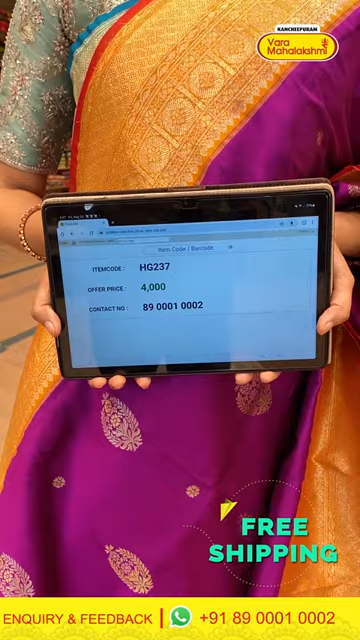 KANCHEEPURAM
Vara
Mahalakshmi
Item Code / Barcode
ITEMCODE : HG237
OFFER PRICE : 4,000
CONTACT NO : 89 0001 0002
FREE
SHIPPING
ENQUIRY & FEEDBACK | +91 89 0001 0002